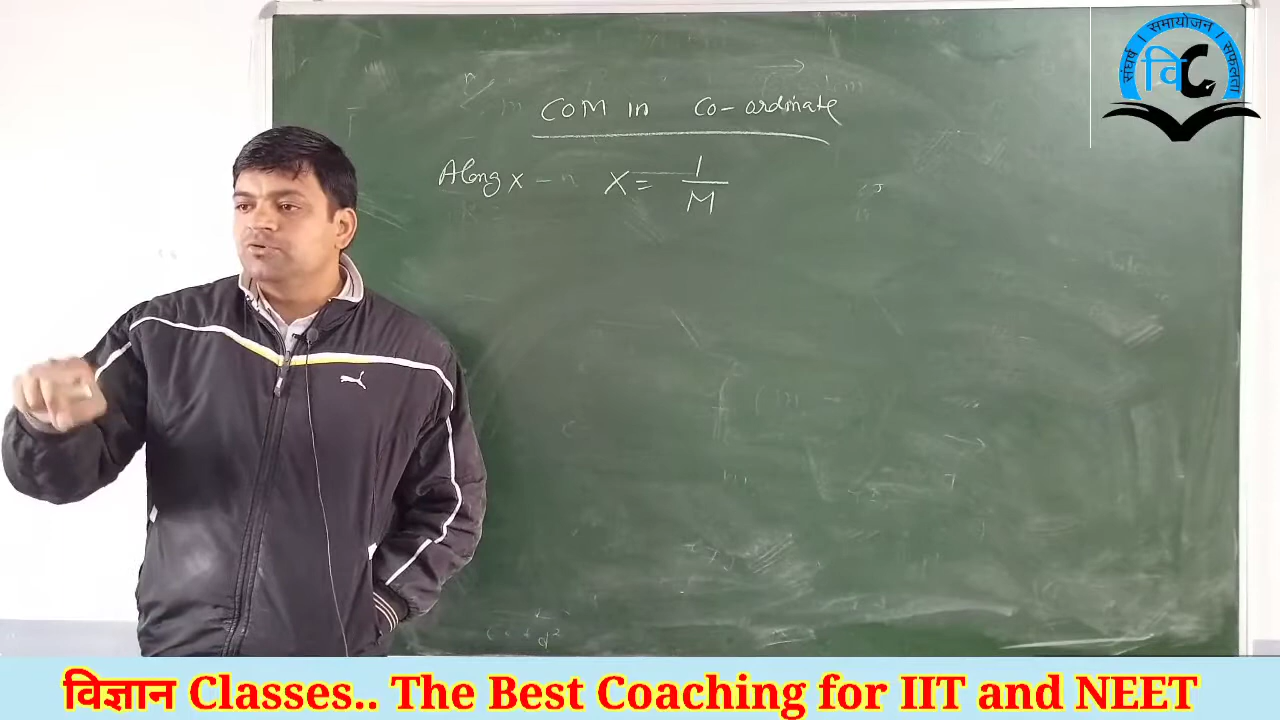 संघर्ष । समायोजन । सफलता
वि C
COM in Co-ordinate
Along x - X = 1/M
विज्ञान Classes.. The Best Coaching for IIT and NEET